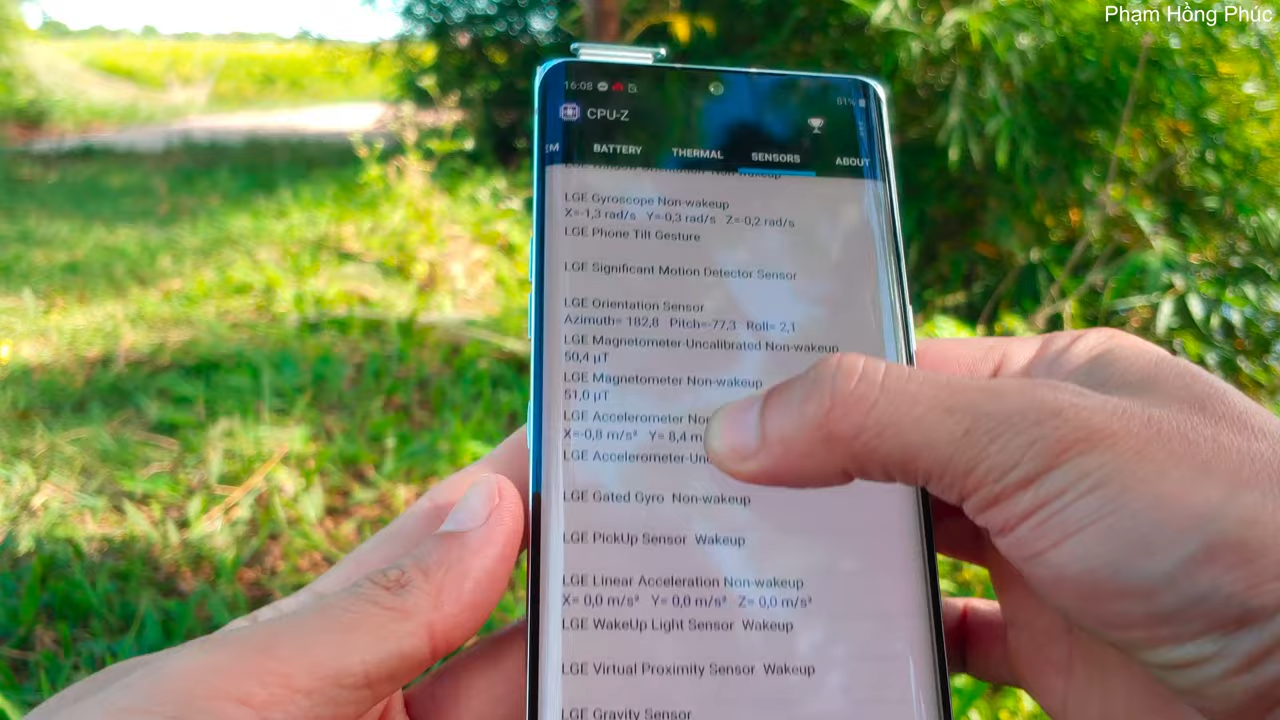 Phạm Hồng Phúc
16:08
81%
CPU-Z
BATTERY THERMAL SENSORS ABOUT
LGE Gyroscope Non-wakeup
X=-1,3 rad/s Y=-0,3 rad/s Z=-0,2 rad/s
LGE Phone Tilt Gesture
LGE Significant Motion Detector Sensor
LGE Orientation Sensor
Azimuth= 182,8 Pitch=-77,3 Roll= 2,1
LGE Magnetometer-Uncalibrated Non-wakeup
50,4 μT
LGE Magnetometer Non-wakeup
51,0 μT
LGE Accelerometer
X=-0,8 m/s² Y= 8,4 m
LGE
LGE Gated Gyro Non-wakeup
LGE PickUp Sensor Wakeup
LGE Linear Acceleration Non-wakeup
X= 0,0 m/s² Y= 0,0 m/s² Z= 0,0 m/s²
LGE WakeUp Light Sensor Wakeup
LGE Virtual Proximity Sensor Wakeup
LGE Gravity Sensor